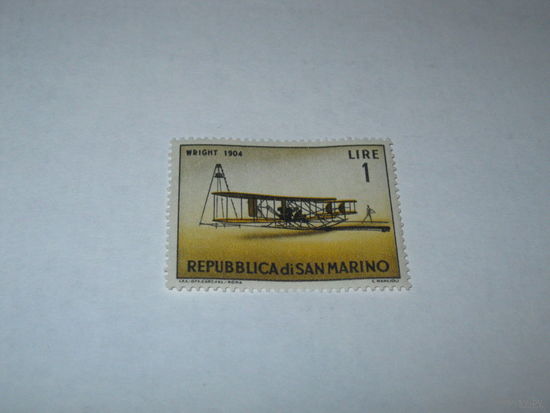 WRIGHT 1904
LIRE
1
REPUBBLICA di SAN MARINO